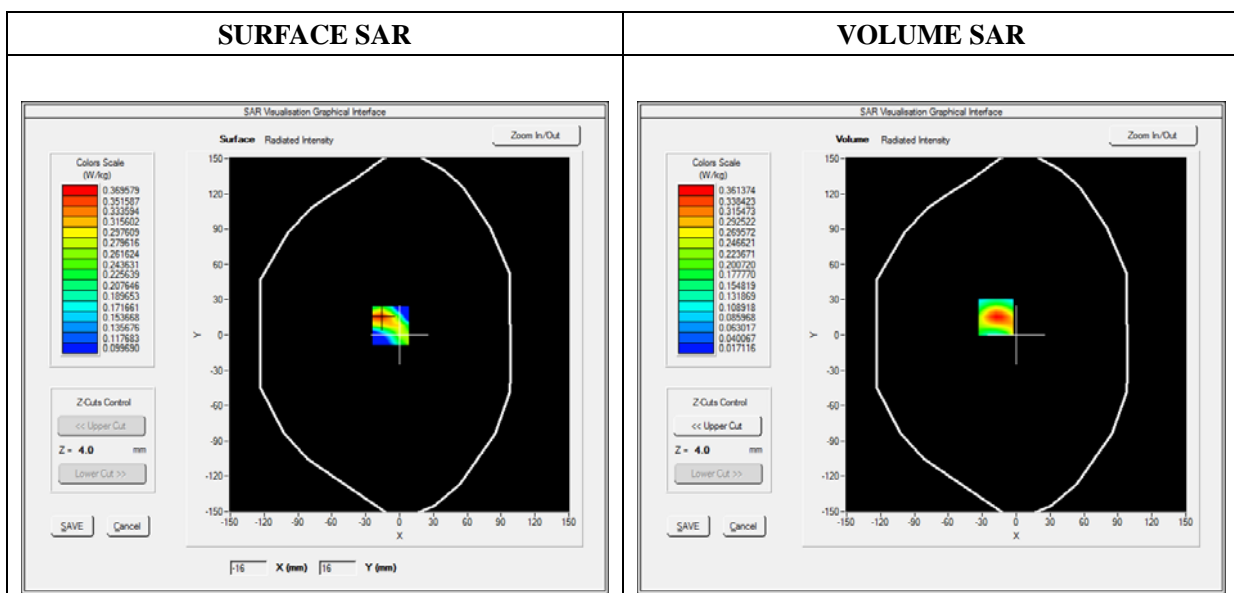 SURFACE SAR
VOLUME SAR
SAR Visualisation Graphical Interface
Surface Radiated Intensity
Zoom In/Out
Colors Scale
(W/kg)
0.369579
0.351587
0.333594
0.315602
0.297609
0.279616
0.261624
0.243631
0.225639
0.207646
0.189653
0.171661
0.153668
0.135676
0.117683
0.099690
Z-Cuts Control
<< Upper Cut
Z = 4.0 mm
Lower Cut >>
SAVE Cancel
150
120
90
60
30
0
-30
-60
-90
-120
-150
Y
-150 -120 -90 -60 -30 0 30 60 90 120 150
X
-16 X (mm) 16 Y (mm)
SAR Visualisation Graphical Interface
Volume Radiated Intensity
Zoom In/Out
Colors Scale
(W/kg)
0.361374
0.338423
0.315473
0.292522
0.269572
0.246621
0.223671
0.200720
0.177770
0.154819
0.131869
0.108918
0.085968
0.063017
0.040067
0.017116
Z-Cuts Control
<< Upper Cut
Z = 4.0 mm
Lower Cut >>
SAVE Cancel
150
120
90
60
30
0
-30
-60
-90
-120
-150
Y
-150 -120 -90 -60 -30 0 30 60 90 120 150
X